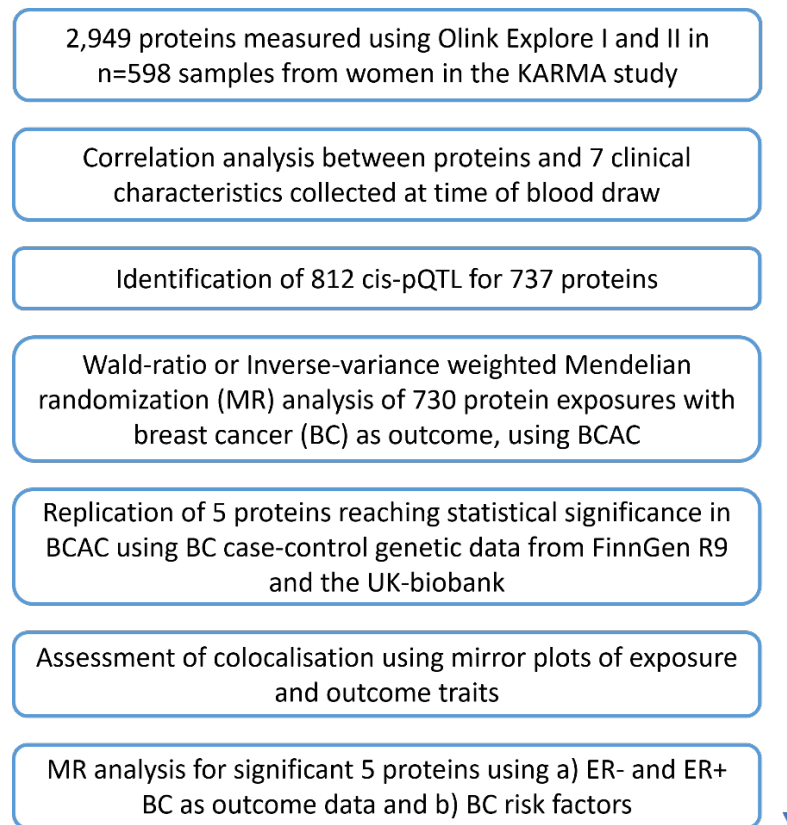 2,949 proteins measured using Olink Explore I and II in
n=598 samples from women in the KARMA study
Correlation analysis between proteins and 7 clinical
characteristics collected at time of blood draw
Identification of 812 cis-pQTL for 737 proteins
Wald-ratio or Inverse-variance weighted Mendelian
randomization (MR) analysis of 730 protein exposures with
breast cancer (BC) as outcome, using BCAC
Replication of 5 proteins reaching statistical significance in
BCAC using BC case-control genetic data from FinnGen R9
and the UK-biobank
Assessment of colocalisation using mirror plots of exposure
and outcome traits
MR analysis for significant 5 proteins using a) ER- and ER+
BC as outcome data and b) BC risk factors